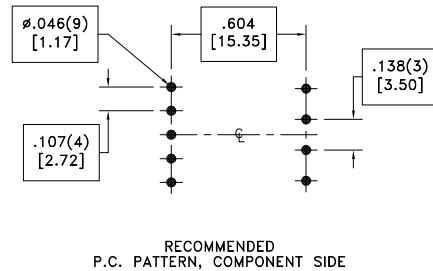 ø.046(9)
[1.17]
.604
[15.35]
.138(3)
[3.50]
.107(4)
[2.72]
℄
RECOMMENDED
P.C. PATTERN, COMPONENT SIDE